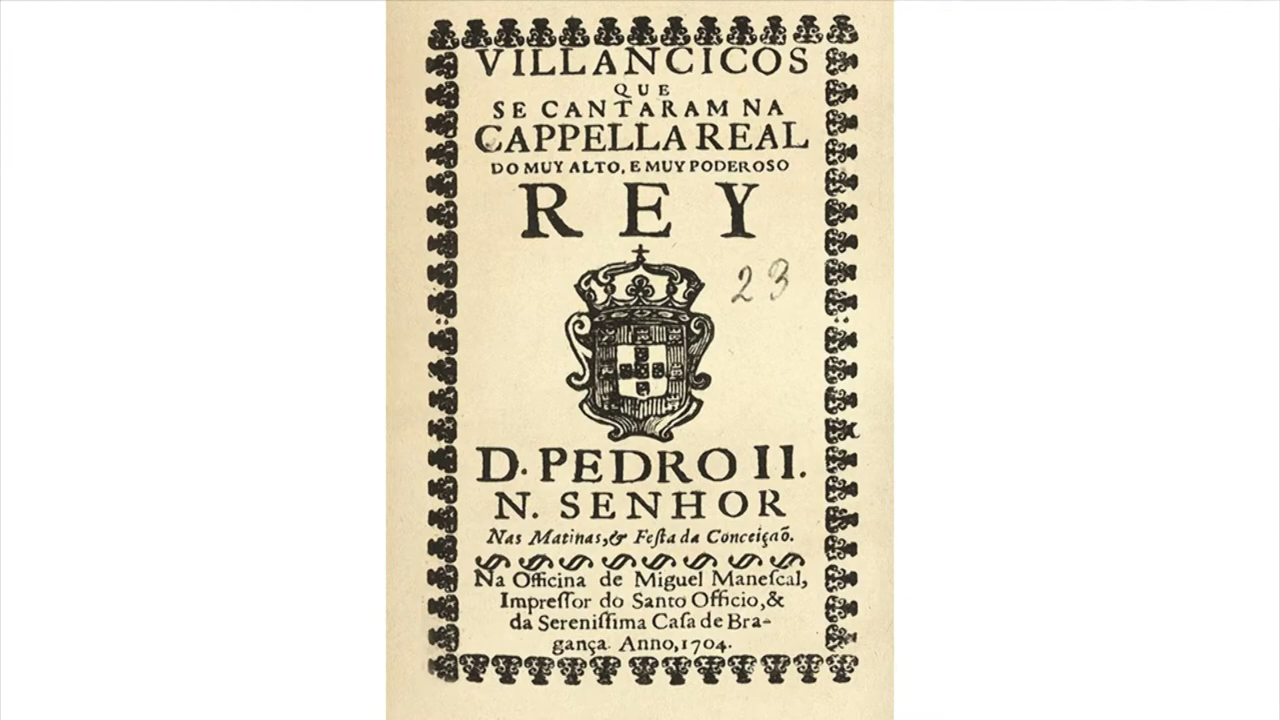 VILLANCICOS
QUE
SE CANTARAM NA
CAPPELLA REAL
DO MUY ALTO, E MUY PODEROSO
REY
23
D. PEDRO II.
N. SENHOR
Nas Matinas, & Feſta da Conceiçaõ.
Na Officina de Miguel Maneſcal,
Impreſſor do Santo Officio, &
da Sereniſſima Caſa de Bra-
gança. Anno, 1704.